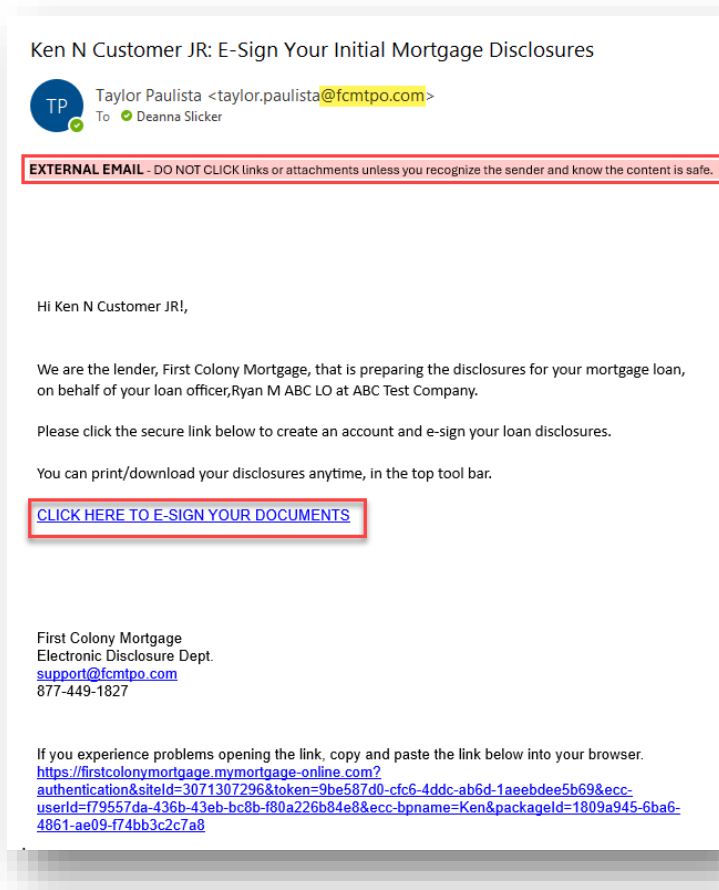 Ken N Customer JR: E-Sign Your Initial Mortgage Disclosures
TP
Taylor Paulista <taylor.paulista@fcmtpo.com>
To Deanna Slicker
EXTERNAL EMAIL - DO NOT CLICK links or attachments unless you recognize the sender and know the content is safe.
Hi Ken N Customer JR!,
We are the lender, First Colony Mortgage, that is preparing the disclosures for your mortgage loan,
on behalf of your loan officer,Ryan M ABC LO at ABC Test Company.
Please click the secure link below to create an account and e-sign your loan disclosures.
You can print/download your disclosures anytime, in the top tool bar.
CLICK HERE TO E-SIGN YOUR DOCUMENTS
First Colony Mortgage
Electronic Disclosure Dept.
support@fcmtpo.com
877-449-1827
If you experience problems opening the link, copy and paste the link below into your browser.
https://firstcolonymortgage.mymortgage-online.com?
authentication&siteId=3071307296&token=9be587d0-cfc6-4ddc-ab6d-1aeebdee5b69&ecc-
userId=f79557da-436b-43eb-bc8b-f80a226b84e8&ecc-bpname=Ken&packageId=1809a945-6ba6-
4861-ae09-f74bb3c2c7a8